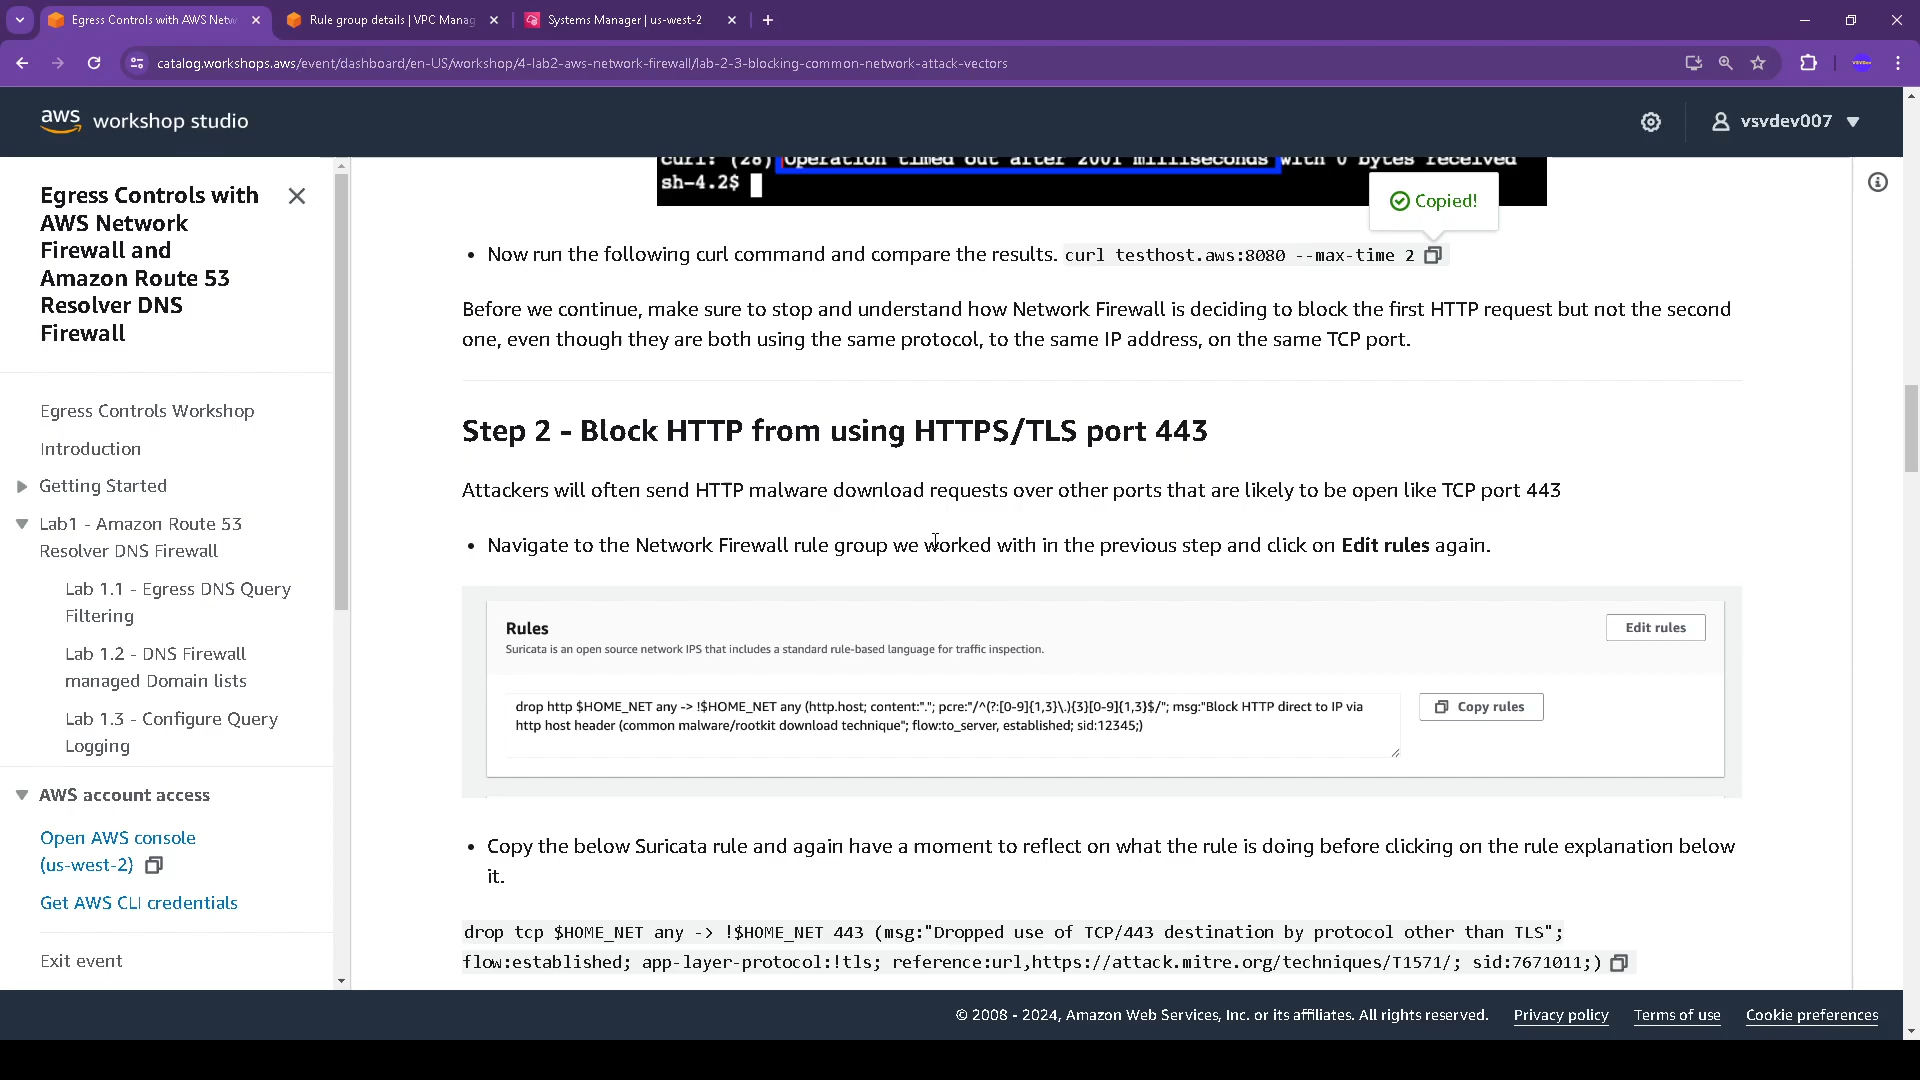 Egress Controls with AWS Netw
Rule group details | VPC Manag
Systems Manager | us-west-2
catalog.workshops.aws/event/dashboard/en-US/workshop/4-lab2-aws-network-firewall/lab-2-3-blocking-common-network-attack-vectors
aws workshop studio
vsvdev007
Egress Controls with
AWS Network
Firewall and
Amazon Route 53
Resolver DNS
Firewall
Egress Controls Workshop
Introduction
Getting Started
Lab1 - Amazon Route 53
Resolver DNS Firewall
Lab 1.1 - Egress DNS Query
Filtering
Lab 1.2 - DNS Firewall
managed Domain lists
Lab 1.3 - Configure Query
Logging
AWS account access
Open AWS console
(us-west-2)
Get AWS CLI credentials
Exit event
curl: (28) Operation timed out after 2001 milliseconds with 0 bytes received
sh-4.2$
Copied!
• Now run the following curl command and compare the results. curl testhost.aws:8080 --max-time 2
Before we continue, make sure to stop and understand how Network Firewall is deciding to block the first HTTP request but not the second
one, even though they are both using the same protocol, to the same IP address, on the same TCP port.
Step 2 - Block HTTP from using HTTPS/TLS port 443
Attackers will often send HTTP malware download requests over other ports that are likely to be open like TCP port 443
• Navigate to the Network Firewall rule group we worked with in the previous step and click on Edit rules again.
Rules
Edit rules
Suricata is an open source network IPS that includes a standard rule-based language for traffic inspection.
drop http $HOME_NET any -> !$HOME_NET any (http.host; content:"."; pcre:"/^(?:[0-9]{1,3}\.){3}[0-9]{1,3}$/"; msg:"Block HTTP direct to IP via
http host header (common malware/rootkit download technique"; flow:to_server, established; sid:12345;)
Copy rules
• Copy the below Suricata rule and again have a moment to reflect on what the rule is doing before clicking on the rule explanation below
it.
drop tcp $HOME_NET any -> !$HOME_NET 443 (msg:"Dropped use of TCP/443 destination by protocol other than TLS";
flow:established; app-layer-protocol:!tls; reference:url,https://attack.mitre.org/techniques/T1571/; sid:7671011;)
© 2008 - 2024, Amazon Web Services, Inc. or its affiliates. All rights reserved.
Privacy policy
Terms of use
Cookie preferences